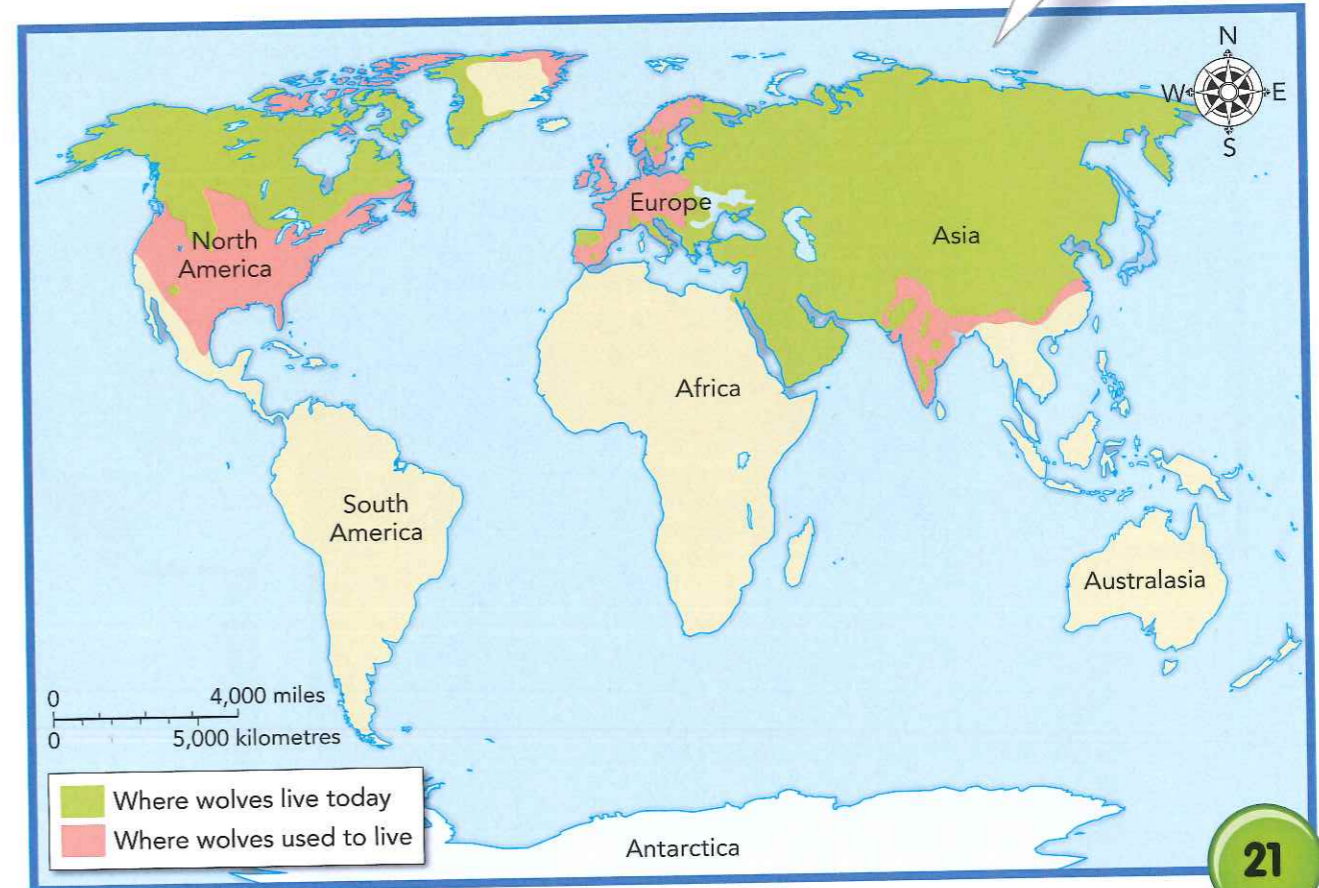 N
W E
S
North
America
Europe
Asia
Africa
South
America
Australasia
0 4,000 miles
0 5,000 kilometres
Where wolves live today
Where wolves used to live
Antarctica
21